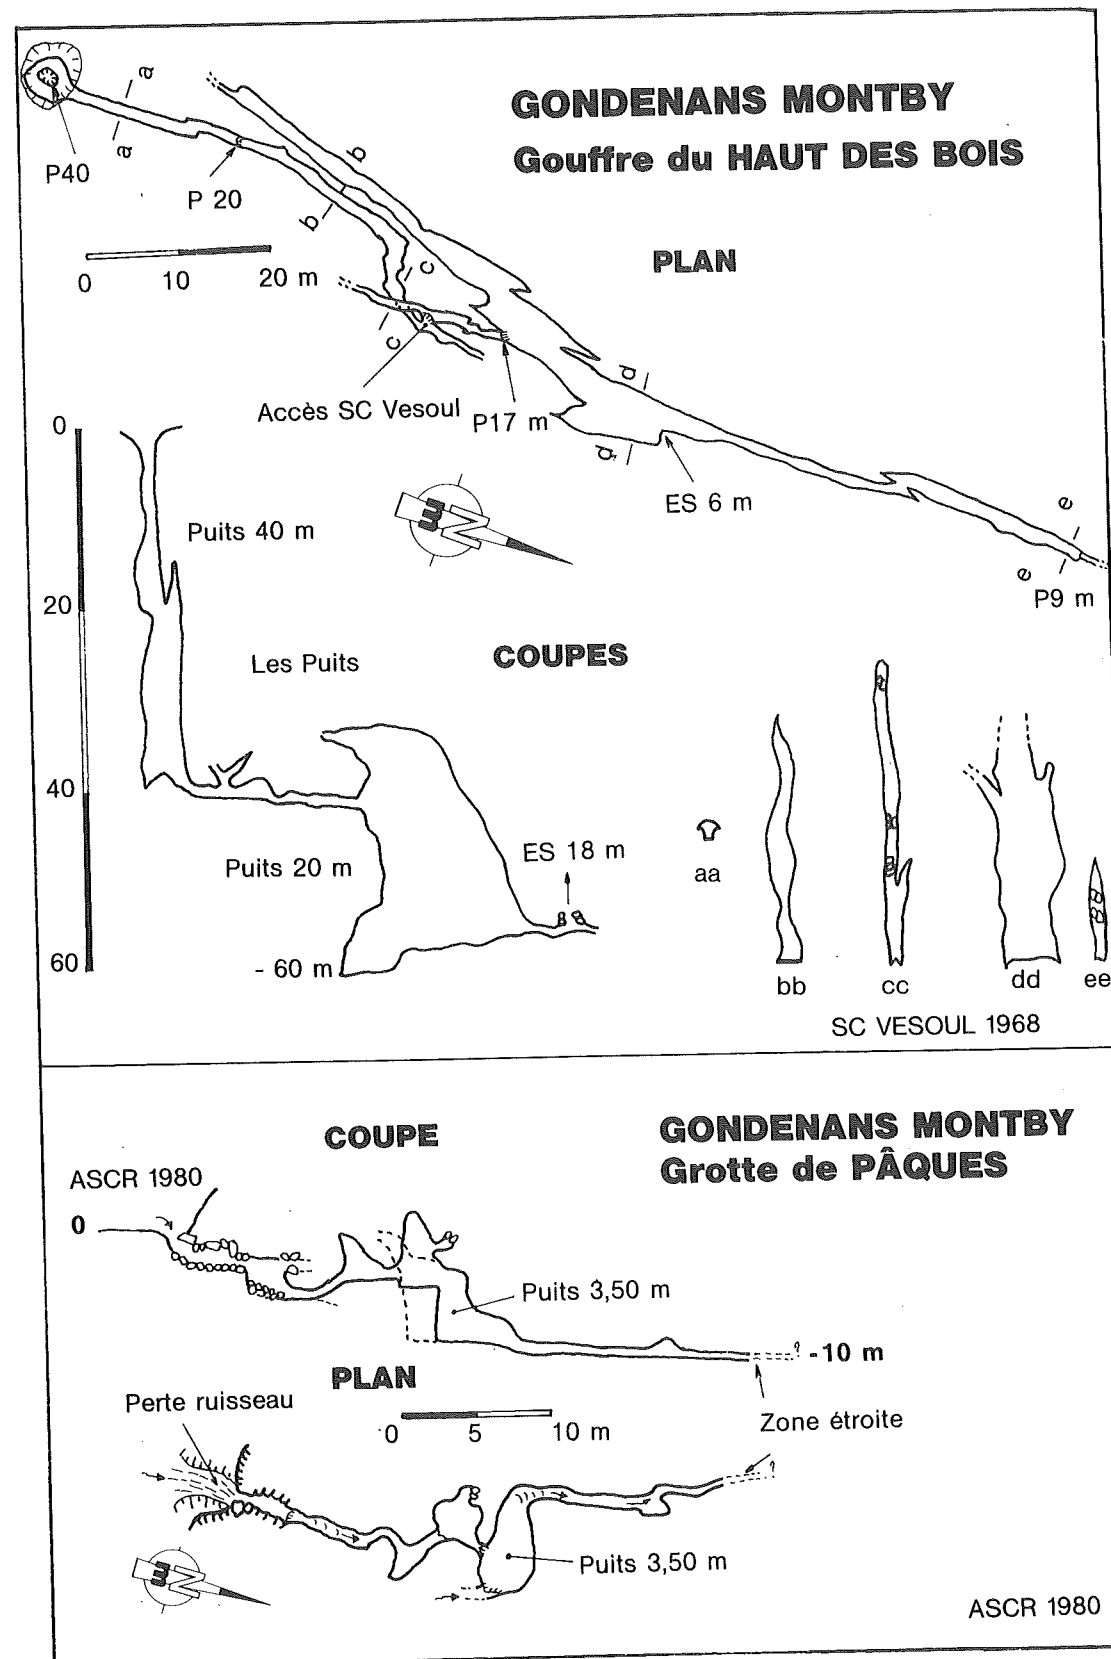 GONDENANS MONTBY
Gouffre du HAUT DES BOIS
a
a
b
b
P40
P 20
PLAN
0 10 20 m
c
c
Accès SC Vesoul
P17 m
d
d
ES 6 m
e
e
P9 m
N
0
20
40
60
Puits 40 m
Les Puits
COUPES
Puits 20 m
ES 18 m
- 60 m
aa
bb
cc
dd
ee
SC VESOUL 1968
COUPE
GONDENANS MONTBY
Grotte de PÂQUES
ASCR 1980
0
Puits 3,50 m
?
-10 m
PLAN
Perte ruisseau
0 5 10 m
Zone étroite
?
Puits 3,50 m
N
ASCR 1980